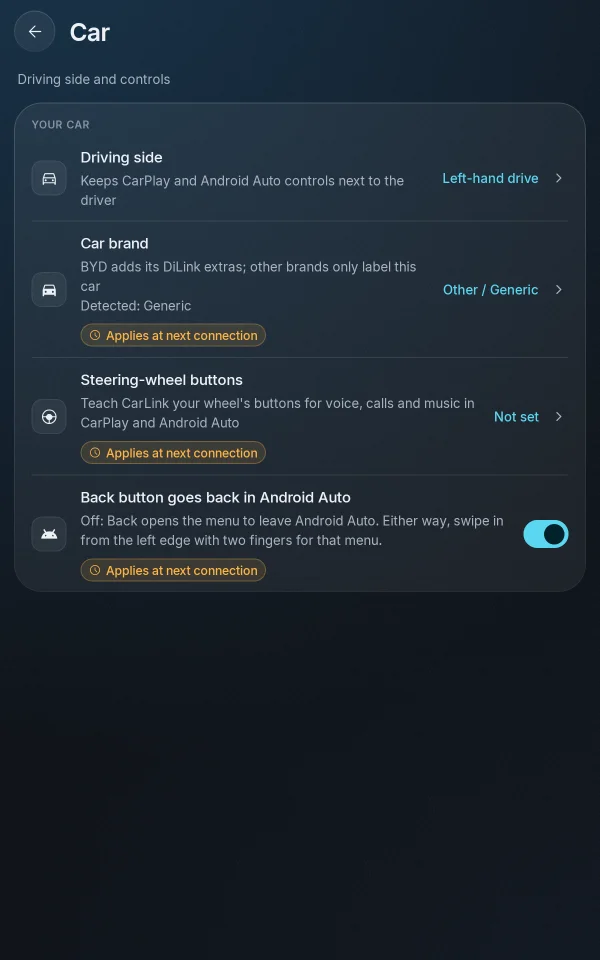 Car
Driving side and controls
YOUR CAR
Driving side
Keeps CarPlay and Android Auto controls next to the
driver
Left-hand drive
Car brand
BYD adds its DiLink extras; other brands only label this
car
Detected: Generic
Applies at next connection
Other / Generic
Steering-wheel buttons
Teach CarLink your wheel's buttons for voice, calls and music in
CarPlay and Android Auto
Applies at next connection
Not set
Back button goes back in Android Auto
Off: Back opens the menu to leave Android Auto. Either way, swipe in
from the left edge with two fingers for that menu.
Applies at next connection